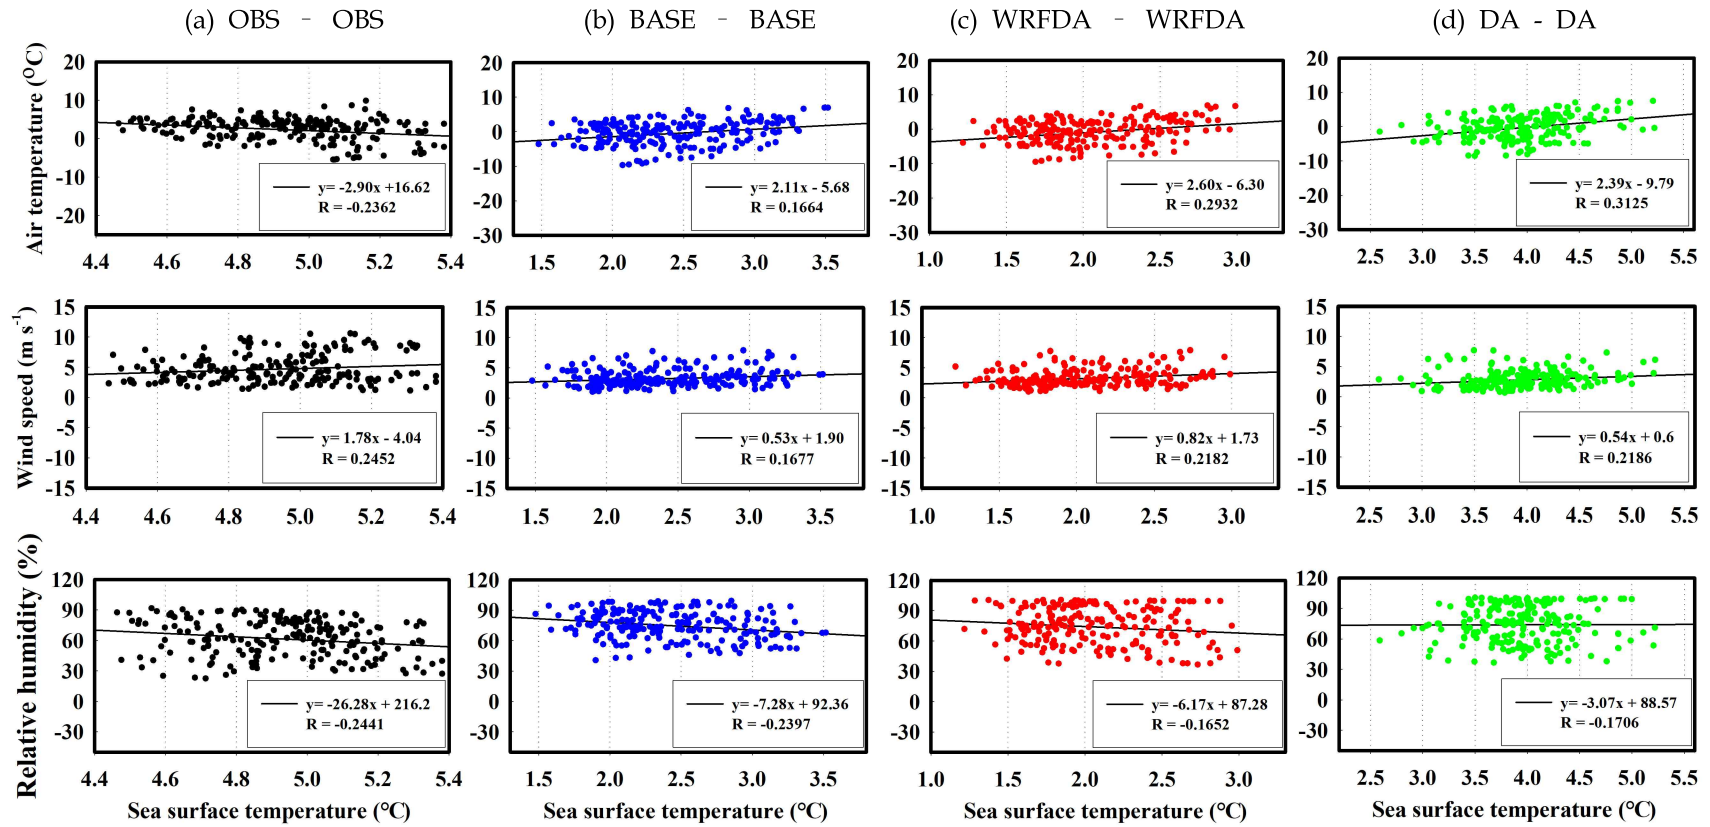 (a) OBS - OBS
(b) BASE - BASE
(c) WRFDA - WRFDA
(d) DA - DA
Air temperature (°C)
20
10
0
-10
-20
4.4 4.6 4.8 5.0 5.2 5.4
y= -2.90x +16.62
R = -0.2362
20
10
0
-10
-20
-30
1.5 2.0 2.5 3.0 3.5
y= 2.11x - 5.68
R = 0.1664
20
10
0
-10
-20
-30
1.0 2.0 3.0
y= 2.60x - 6.30
R = 0.2932
20
10
0
-10
-20
-30
2.5 3.0 3.5 4.0 4.5 5.0 5.5
y= 2.39x - 9.79
R = 0.3125
Wind speed (m s-1)
15
10
5
0
-5
-10
-15
4.4 4.6 4.8 5.0 5.2 5.4
y= 1.78x - 4.04
R = 0.2452
15
10
5
0
-5
-10
-15
1.5 2.0 2.5 3.0 3.5
y= 0.53x + 1.90
R = 0.1677
15
10
5
0
-5
-10
-15
1.0 2.0 3.0
y= 0.82x + 1.73
R = 0.2182
15
10
5
0
-5
-10
-15
2.5 3.0 3.5 4.0 4.5 5.0 5.5
y= 0.54x + 0.6
R = 0.2186
Relative humidity (%)
120
90
60
30
0
-30
4.4 4.6 4.8 5.0 5.2 5.4
y= -26.28x + 216.2
R = -0.2441
Sea surface temperature (°C)
120
90
60
30
0
-30
1.5 2.0 2.5 3.0 3.5
y= -7.28x + 92.36
R = -0.2397
Sea surface temperature (°C)
120
90
60
30
0
-30
1.0 2.0 3.0
y= -6.17x + 87.28
R = -0.1652
Sea surface temperature (°C)
120
90
60
30
0
-30
2.5 3.0 3.5 4.0 4.5 5.0 5.5
y= -3.07x + 88.57
R = -0.1706
Sea surface temperature (°C)